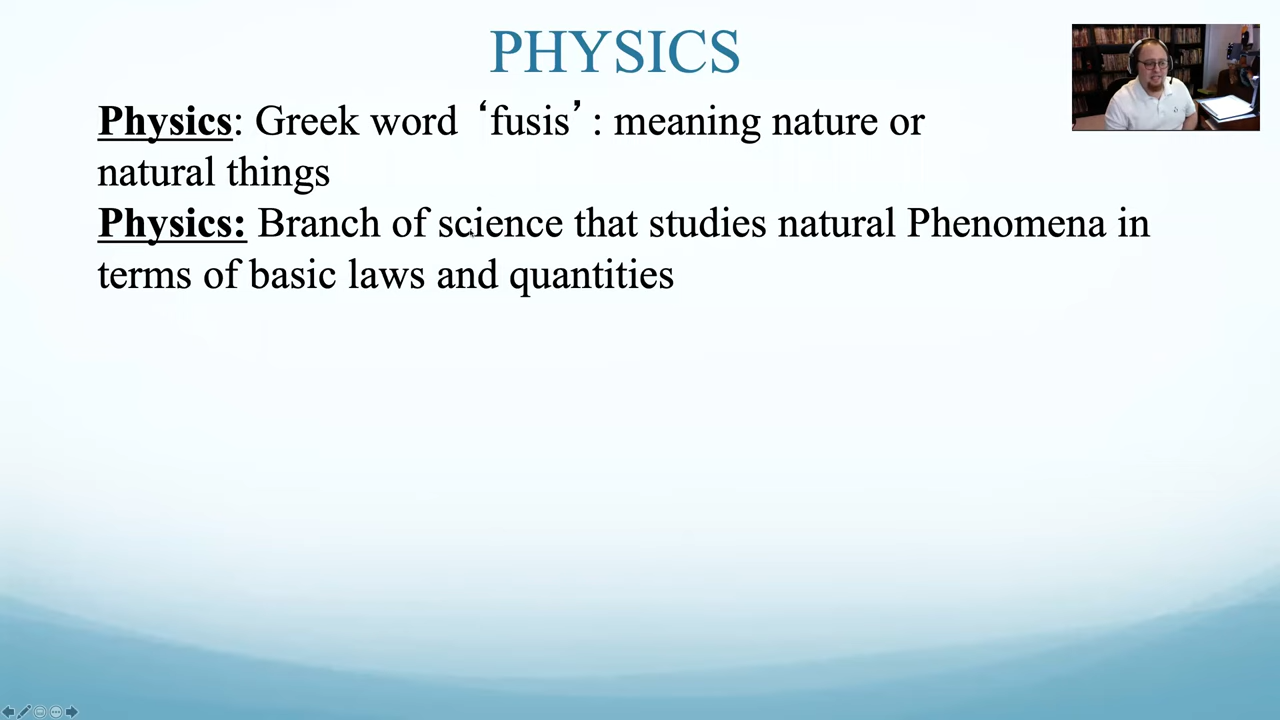 PHYSICS
Physics: Greek word ‘fusis’ : meaning nature or
natural things
Physics: Branch of science that studies natural Phenomena in
terms of basic laws and quantities